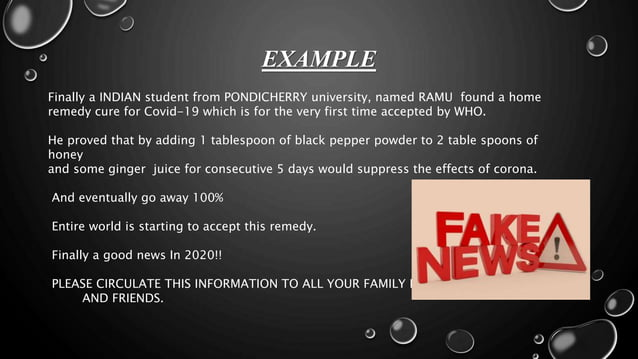 EXAMPLE
Finally a INDIAN student from PONDICHERRY university, named RAMU found a home
remedy cure for Covid-19 which is for the very first time accepted by WHO.
He proved that by adding 1 tablespoon of black pepper powder to 2 table spoons of
honey
and some ginger juice for consecutive 5 days would suppress the effects of corona.
And eventually go away 100%
Entire world is starting to accept this remedy.
Finally a good news In 2020!!
PLEASE CIRCULATE THIS INFORMATION TO ALL YOUR FAMILY
AND FRIENDS.
FAKE
NEWS
!